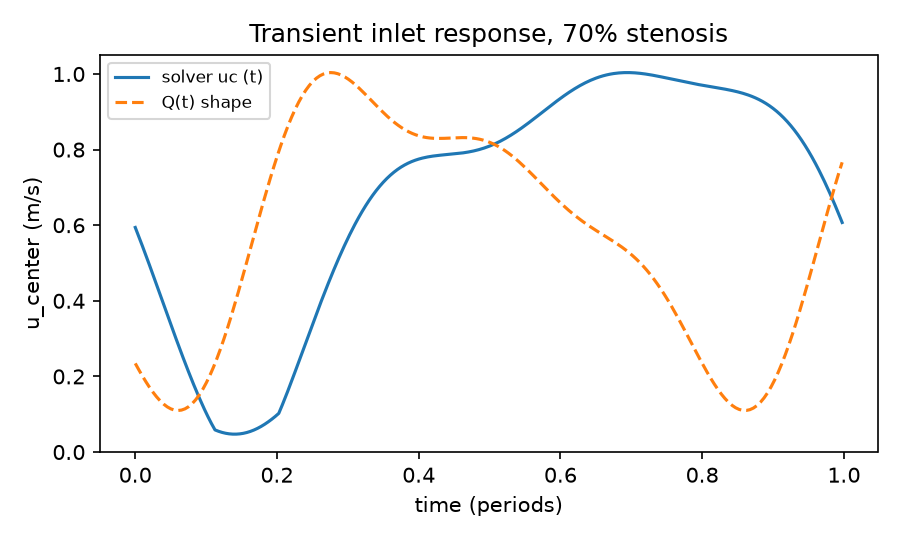 Transient inlet response, 70% stenosis
solver uc (t)
Q(t) shape
u_center (m/s)
1.0
0.8
0.6
0.4
0.2
0.0
0.0 0.2 0.4 0.6 0.8 1.0
time (periods)